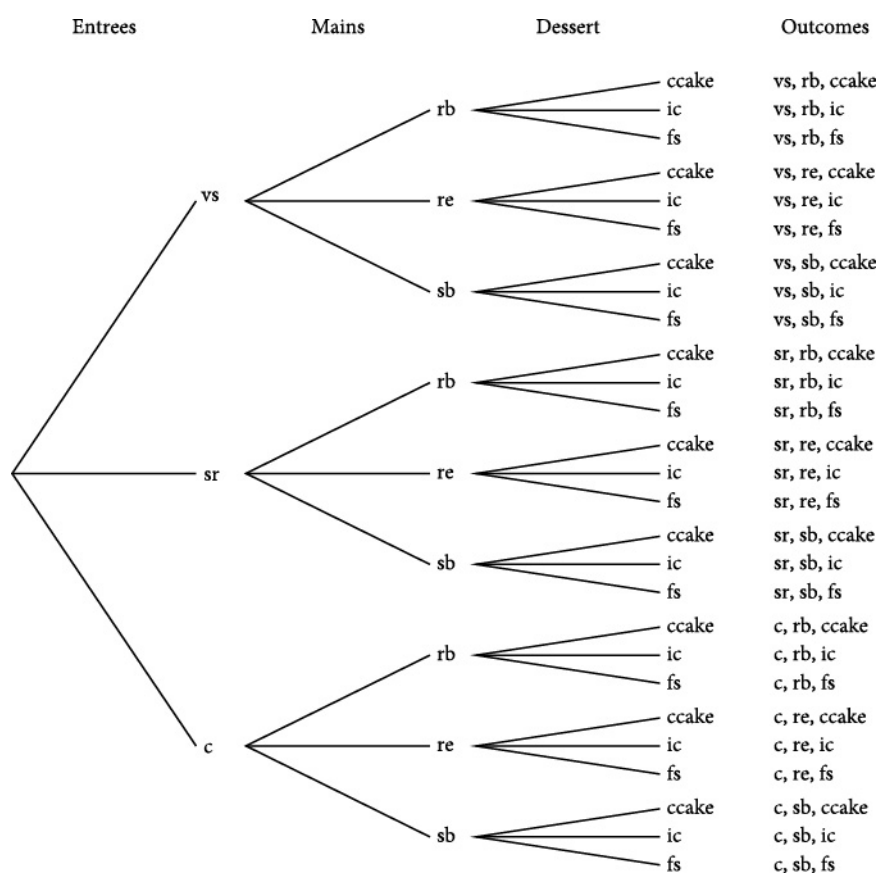 Entrees Mains Dessert Outcomes
ccake vs, rb, ccake
rb ic vs, rb, ic
fs vs, rb, fs
ccake vs, re, ccake
vs re ic vs, re, ic
fs vs, re, fs
ccake vs, sb, ccake
sb ic vs, sb, ic
fs vs, sb, fs
ccake sr, rb, ccake
rb ic sr, rb, ic
fs sr, rb, fs
ccake sr, re, ccake
sr re ic sr, re, ic
fs sr, re, fs
ccake sr, sb, ccake
sb ic sr, sb, ic
fs sr, sb, fs
ccake c, rb, ccake
rb ic c, rb, ic
fs c, rb, fs
ccake c, re, ccake
c re ic c, re, ic
fs c, re, fs
ccake c, sb, ccake
sb ic c, sb, ic
fs c, sb, fs